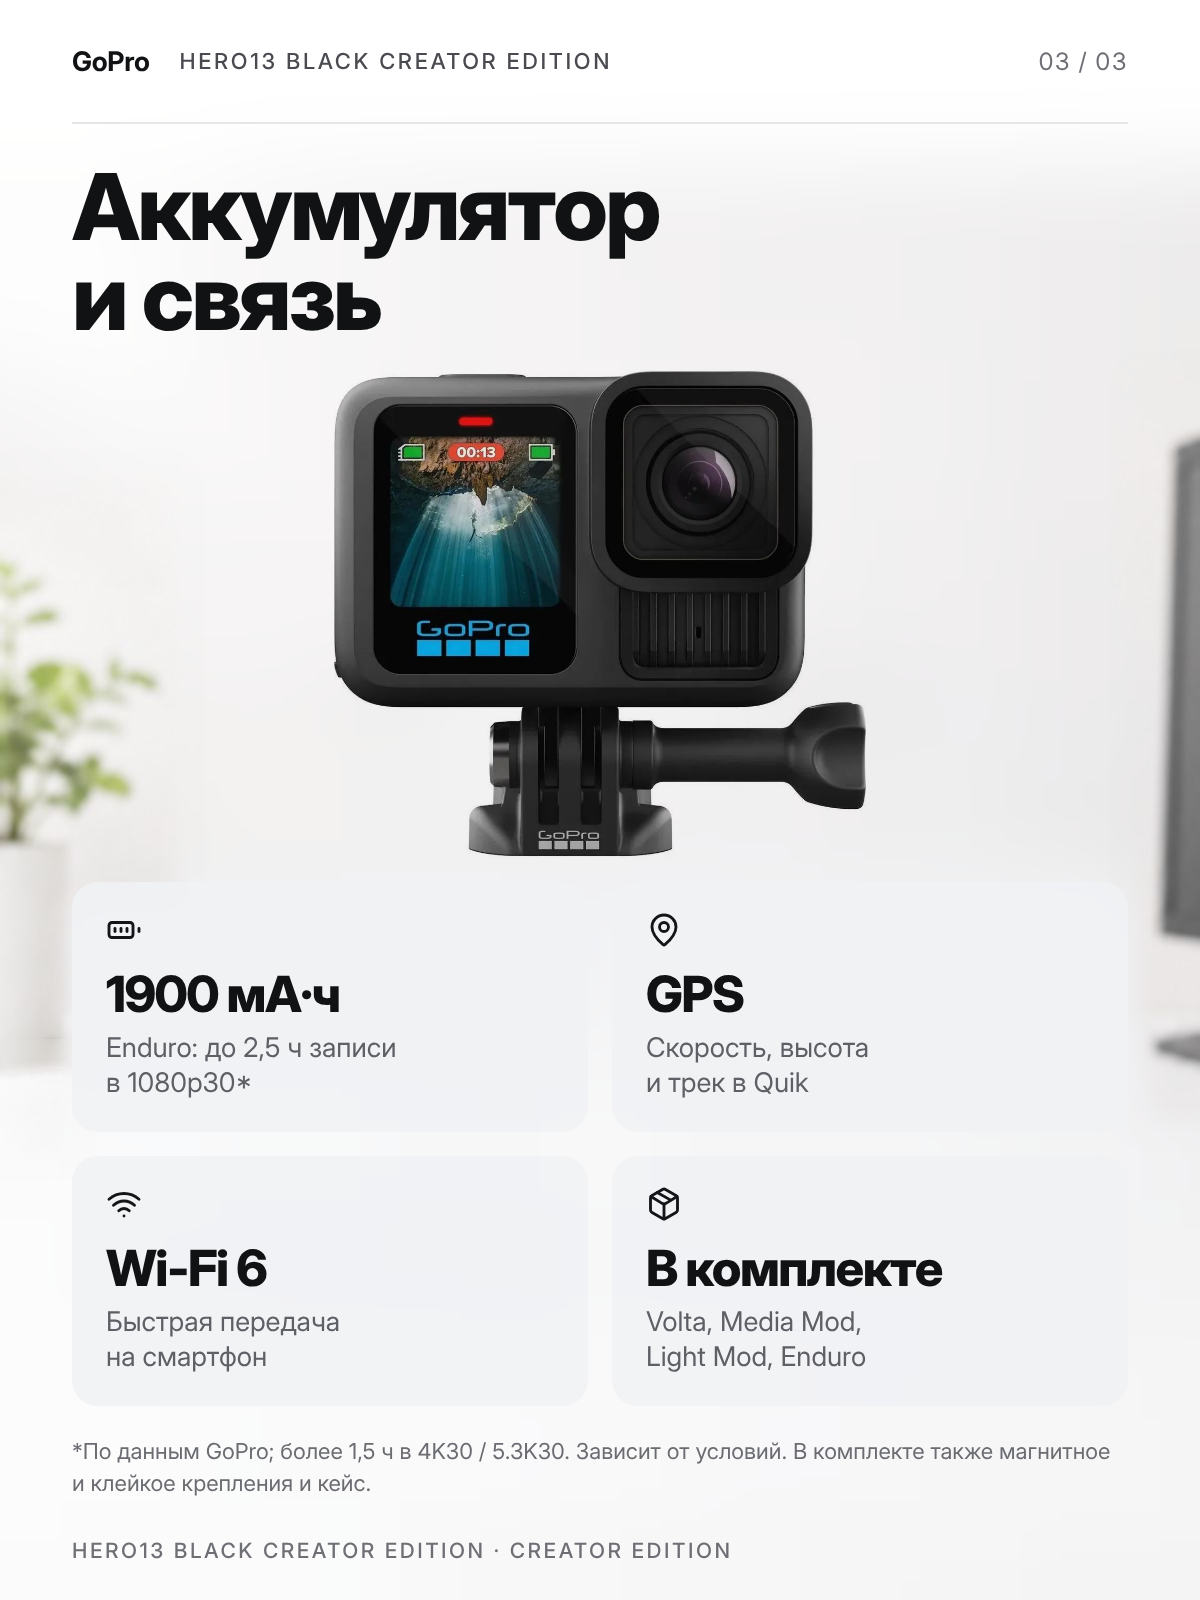 GoPro HERO13 BLACK CREATOR EDITION 03 / 03
Аккумулятор
и связь
00:13
GoPro
GoPro
1900 мА·ч
Enduro: до 2,5 ч записи
в 1080p30*
GPS
Скорость, высота
и трек в Quik
Wi-Fi 6
Быстрая передача
на смартфон
В комплекте
Volta, Media Mod,
Light Mod, Enduro
*По данным GoPro; более 1,5 ч в 4K30 / 5.3K30. Зависит от условий. В комплекте также магнитное
и клейкое крепления и кейс.
HERO13 BLACK CREATOR EDITION · CREATOR EDITION